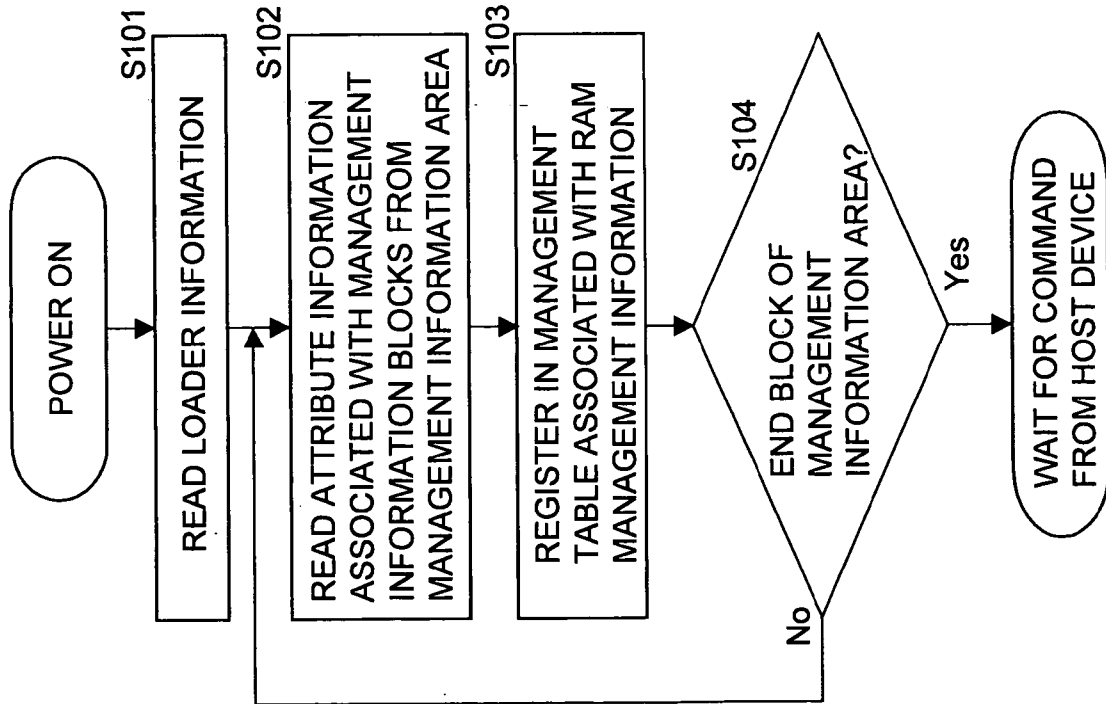 POWER ON
S101
READ LOADER INFORMATION
S102
READ ATTRIBUTE INFORMATION
ASSOCIATED WITH MANAGEMENT
INFORMATION BLOCKS FROM
MANAGEMENT INFORMATION AREA
S103
REGISTER IN MANAGEMENT
TABLE ASSOCIATED WITH RAM
MANAGEMENT INFORMATION
S104
END BLOCK OF
MANAGEMENT
INFORMATION AREA?
No
Yes
WAIT FOR COMMAND
FROM HOST DEVICE